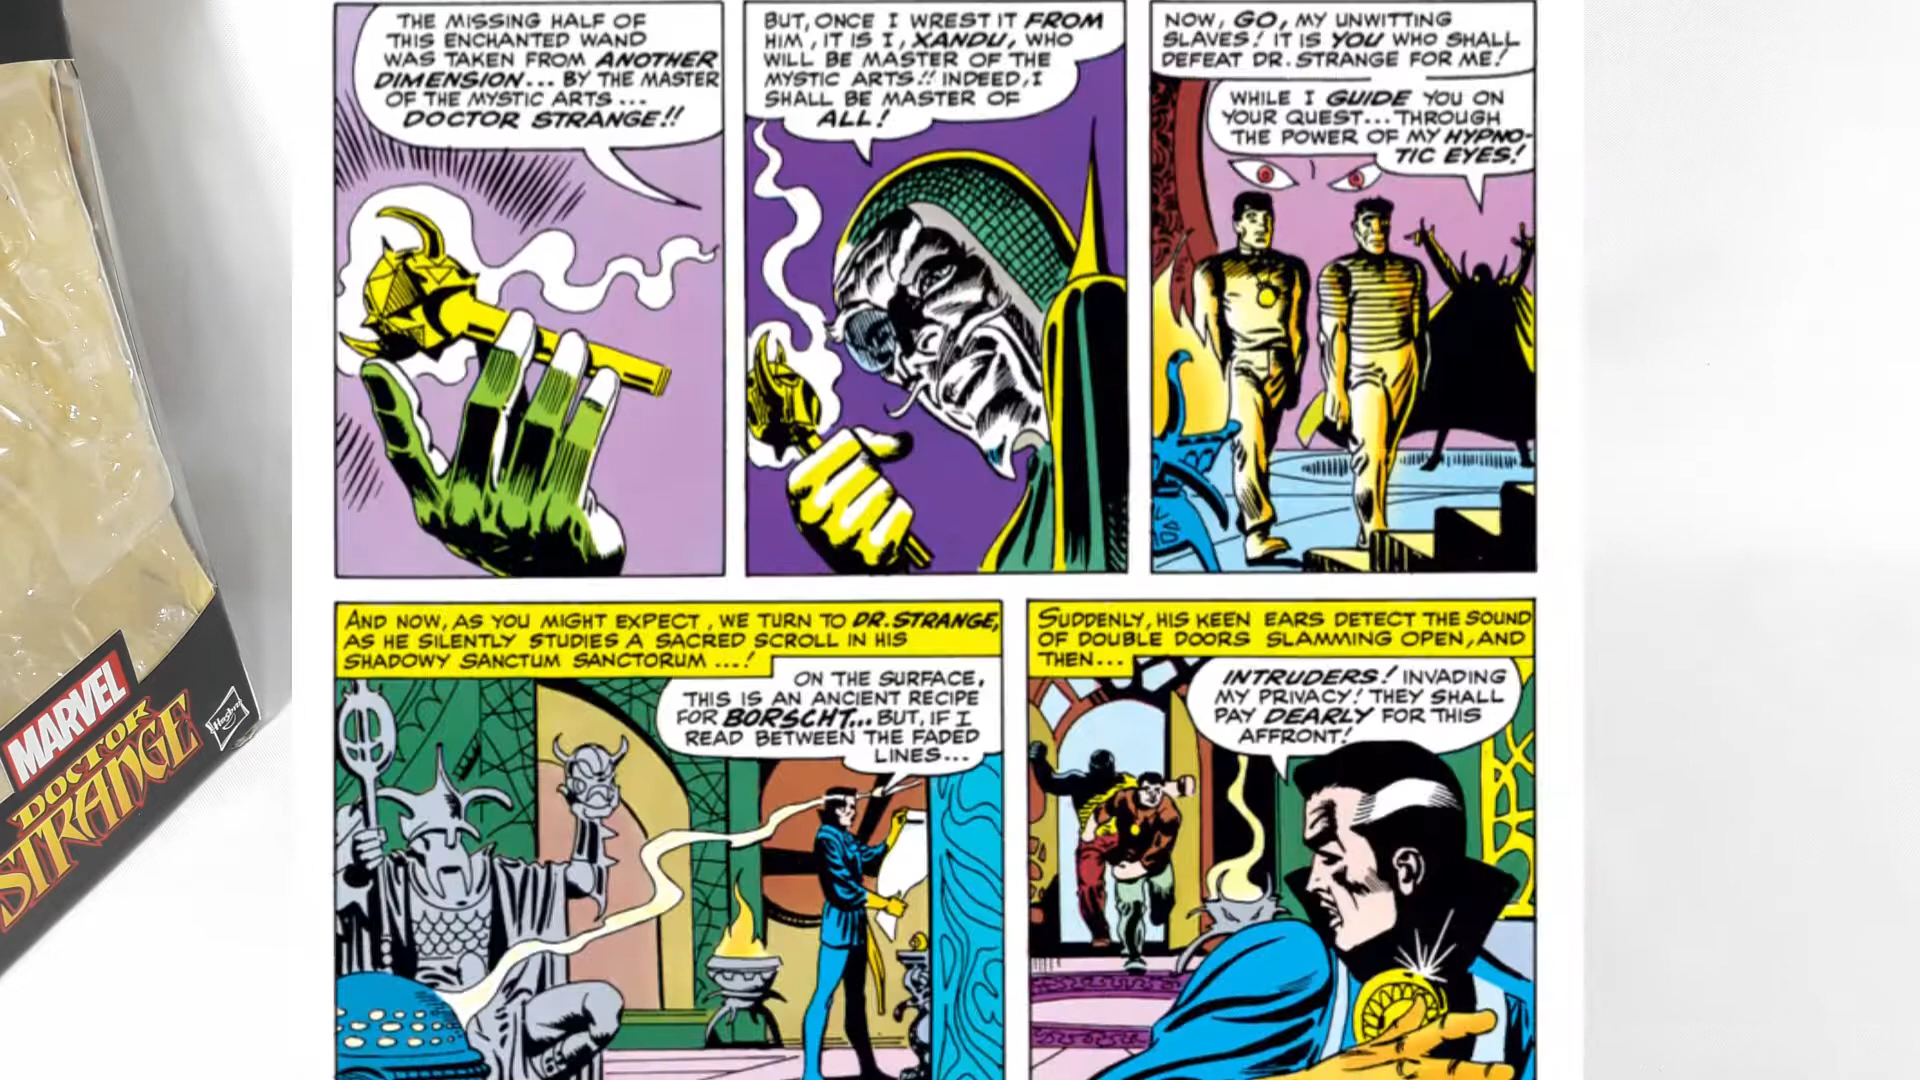 THE MISSING HALF OF
THIS ENCHANTED WAND
WAS TAKEN FROM ANOTHER
DIMENSION... BY THE MASTER
OF THE MYSTIC ARTS...
DOCTOR STRANGE!!
BUT, ONCE I WREST IT FROM
HIM, IT IS I, XANDU, WHO
WILL BE MASTER OF THE
MYSTIC ARTS!! INDEED, I
SHALL BE MASTER OF
ALL!
NOW, GO, MY UNWITTING
SLAVES! IT IS YOU WHO SHALL
DEFEAT DR. STRANGE FOR ME!
WHILE I GUIDE YOU ON
YOUR QUEST... THROUGH
THE POWER OF MY HYPNO-
TIC EYES!
AND NOW, AS YOU MIGHT EXPECT, WE TURN TO DR. STRANGE,
AS HE SILENTLY STUDIES A SACRED SCROLL IN HIS
SHADOWY SANCTUM SANCTORUM ...!
ON THE SURFACE,
THIS IS AN ANCIENT RECIPE
FOR BORSCHT... BUT, IF I
READ BETWEEN THE FADED
LINES...
SUDDENLY, HIS KEEN EARS DETECT THE SOUND
OF DOUBLE DOORS SLAMMING OPEN, AND
THEN...
INTRUDERS! INVADING
MY PRIVACY! THEY SHALL
PAY DEARLY FOR THIS
AFFRONT!
MARVEL
DOCTOR
STRANGE
Hasbro